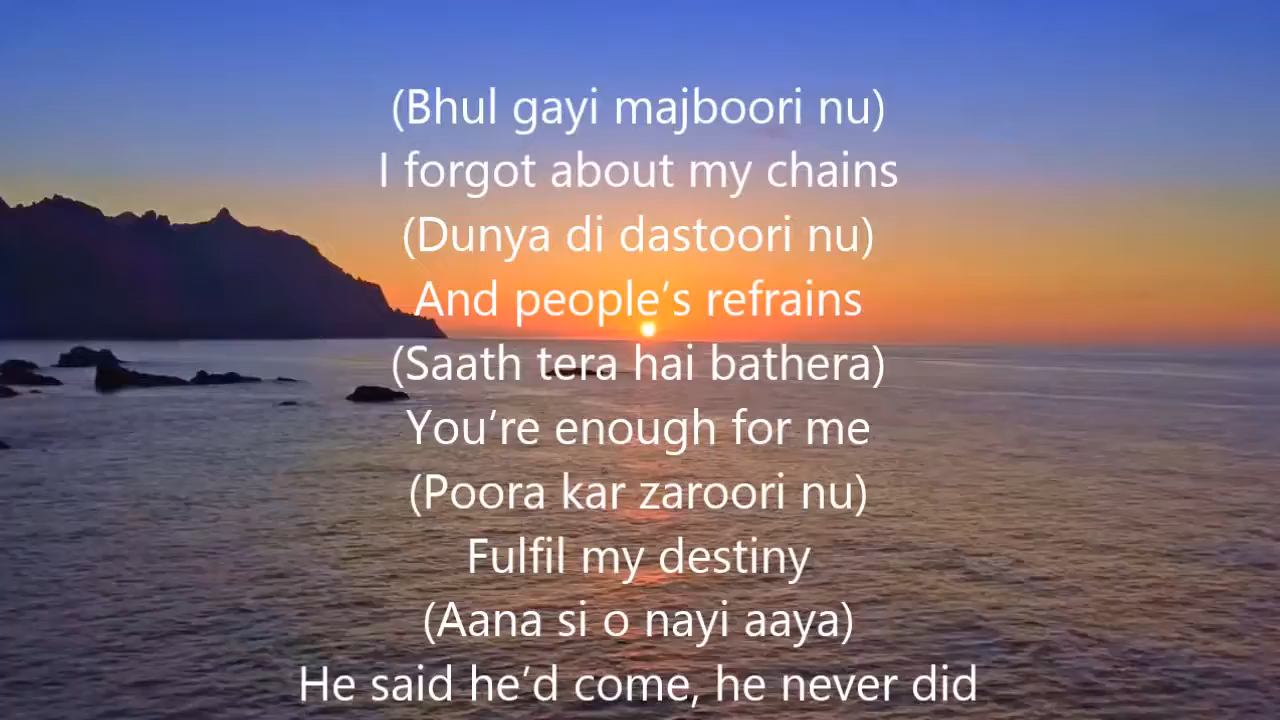 (Bhul gayi majboori nu)
I forgot about my chains
(Dunya di dastoori nu)
And people’s refrains
(Saath tera hai bathera)
You’re enough for me
(Poora kar zaroori nu)
Fulfil my destiny
(Aana si o nayi aaya)
He said he’d come, he never did